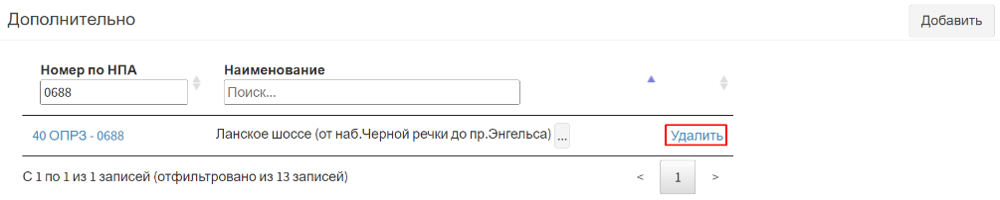 Дополнительно
Добавить
Номер по НПА Наименование
0688 Поиск...
40 ОПРЗ - 0688 Ланское шоссе (от наб.Черной речки до пр.Энгельса) ... Удалить
С 1 по 1 из 1 записей (отфильтровано из 13 записей) < 1 >